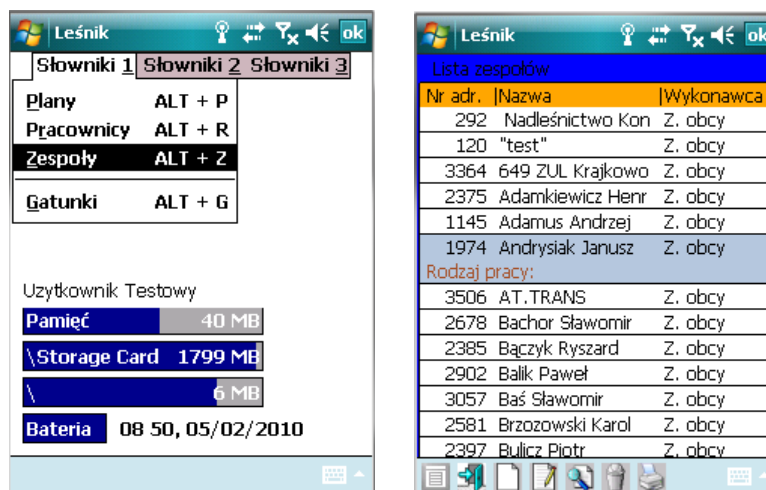 Leśnik ok
Słowniki 1 Słowniki 2 Słowniki 3
Plany ALT + P
Pracownicy ALT + R
Zespoły ALT + Z
Gatunki ALT + G
Uzytkownik Testowy
Pamięć 40 MB
\Storage Card 1799 MB
\ 6 MB
Bateria 08 50, 05/02/2010
Leśnik ok
Lista zespołów
Nr adr. |Nazwa |Wykonawca
292 Nadleśnictwo Kon Z. obcy
120 "test" Z. obcy
3364 649 ZUL Krajkowo Z. obcy
2375 Adamkiewicz Henr Z. obcy
1145 Adamus Andrzej Z. obcy
1974 Andrysiak Janusz Z. obcy
Rodzaj pracy:
3506 AT.TRANS Z. obcy
2678 Bachor Sławomir Z. obcy
2385 Bączyk Ryszard Z. obcy
2902 Balik Paweł Z. obcy
3057 Baś Sławomir Z. obcy
2581 Brzozowski Karol Z. obcy
2397 Bulicz Piotr Z. obcy